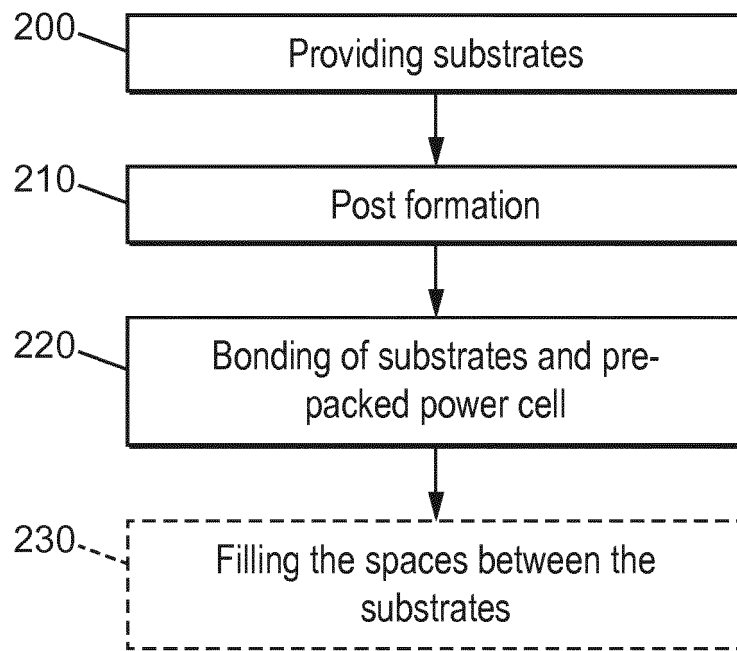 200
Providing substrates
210
Post formation
220
Bonding of substrates and pre-
packed power cell
230
Filling the spaces between the
substrates